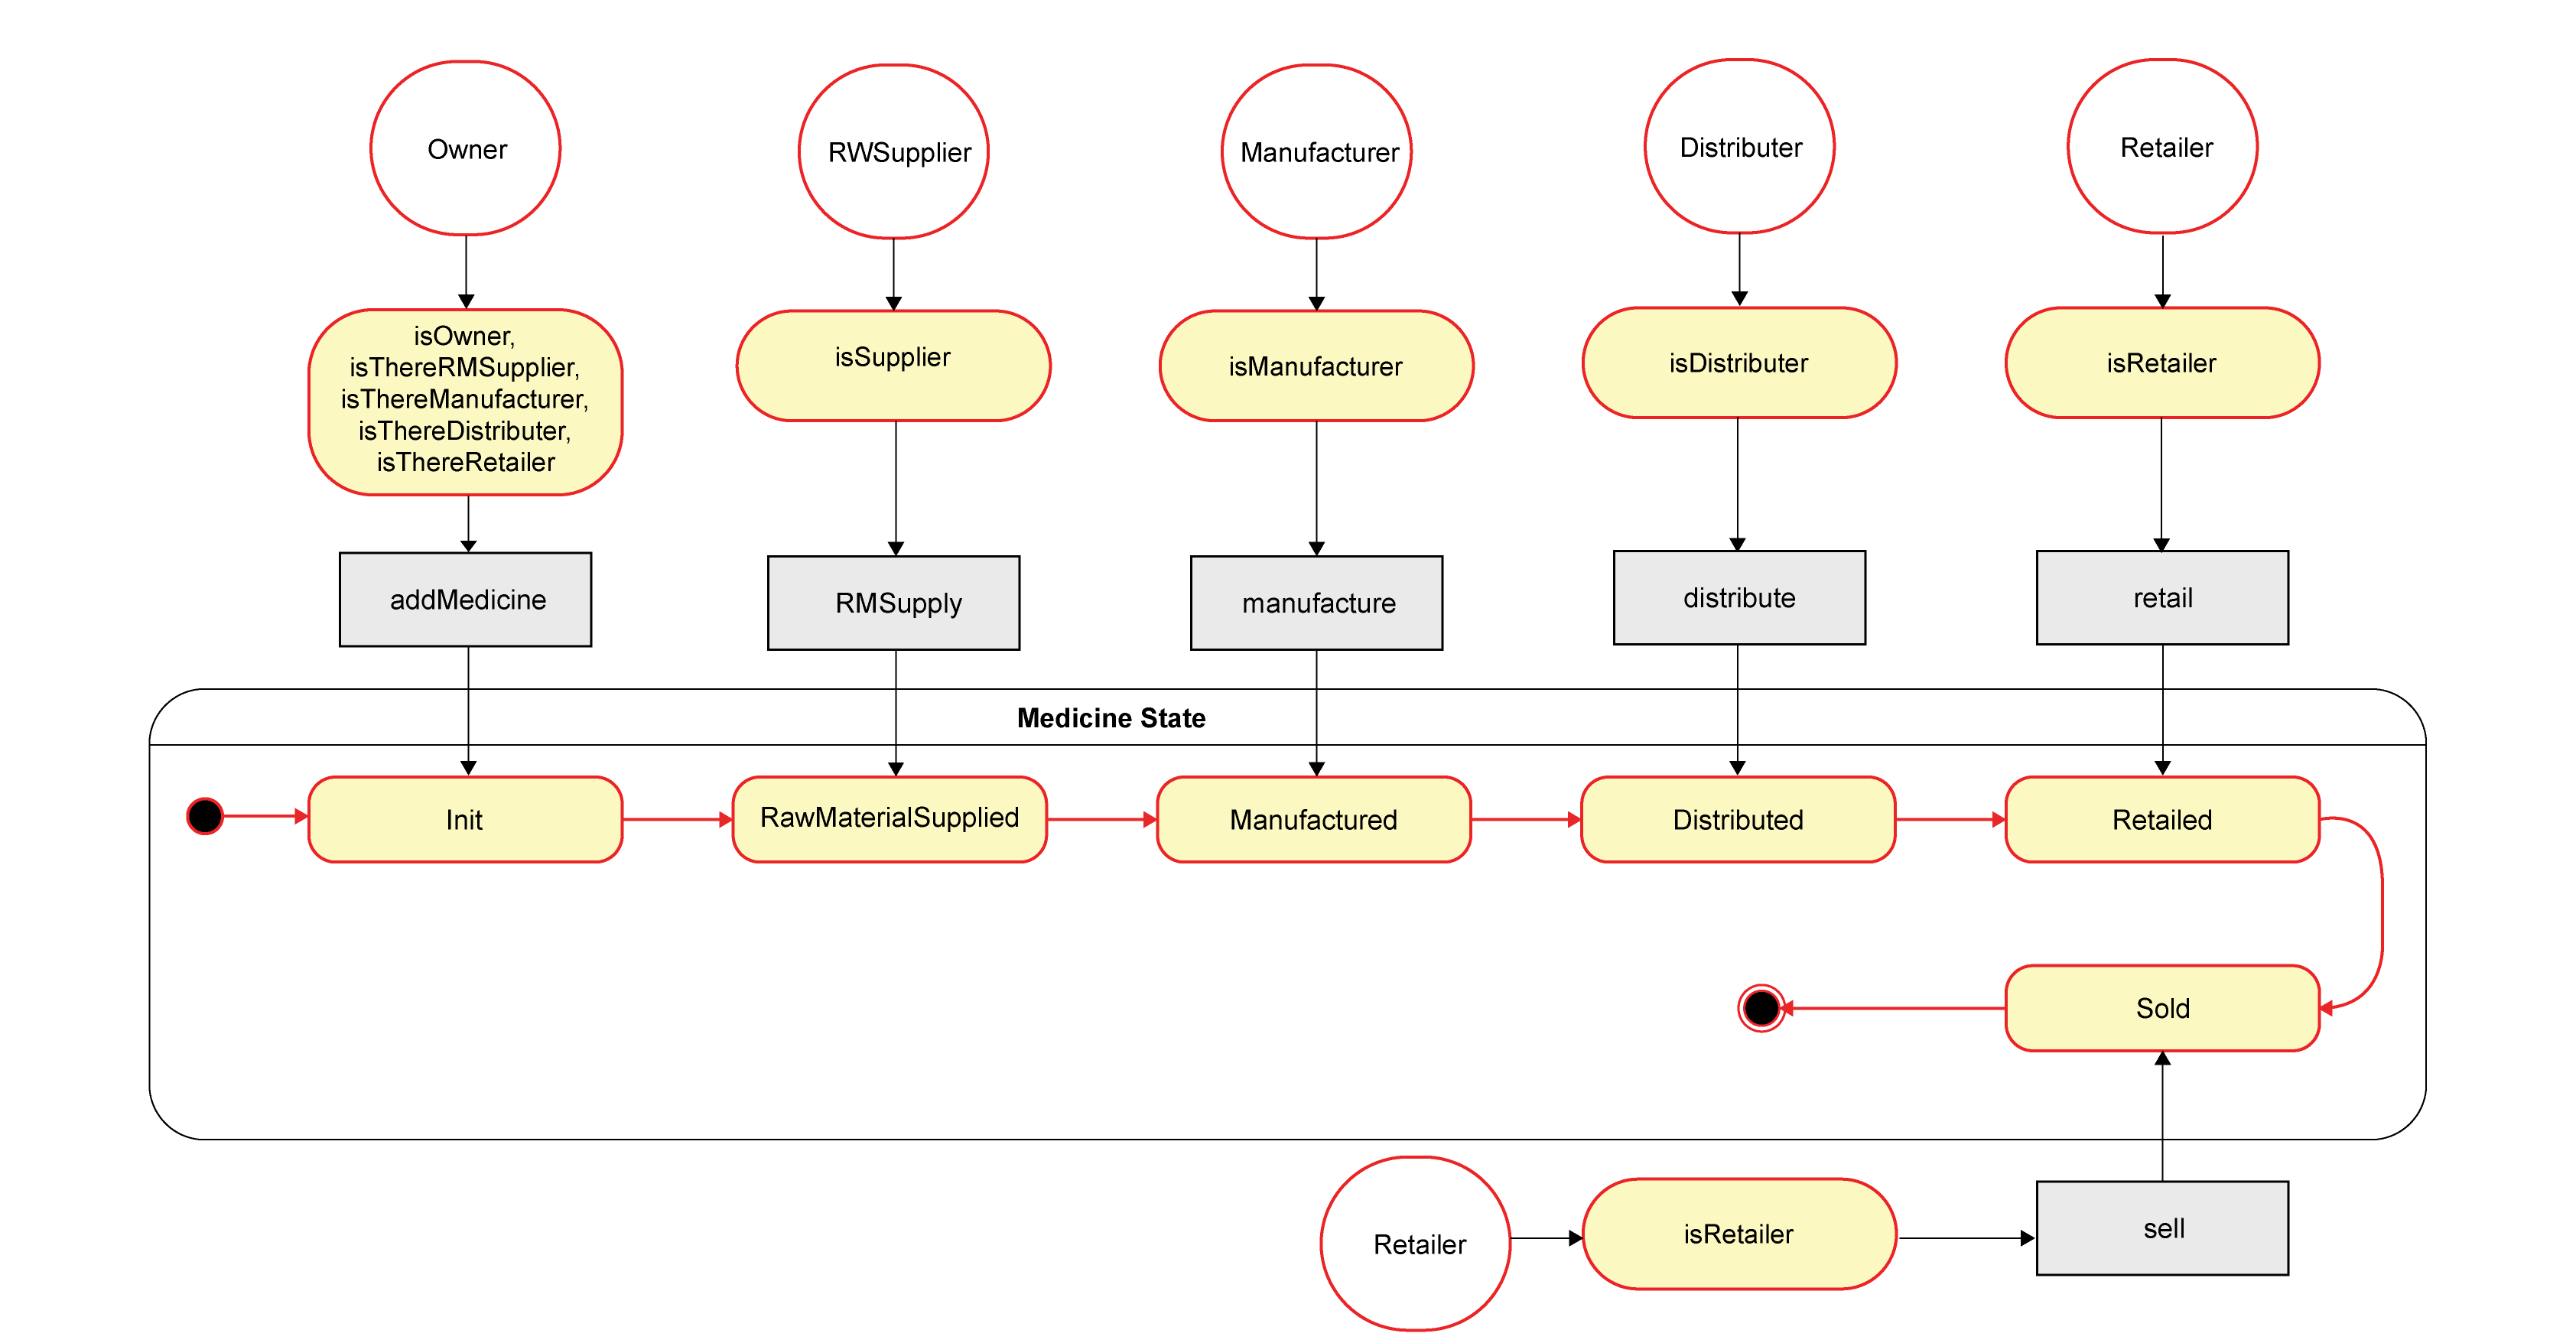 Owner
RWSupplier
Manufacturer
Distributer
Retailer
isOwner,
isThereRMSupplier,
isThereManufacturer,
isThereDistributer,
isThereRetailer
isSupplier
isManufacturer
isDistributer
isRetailer
addMedicine
RMSupply
manufacture
distribute
retail
Medicine State
Init
RawMaterialSupplied
Manufactured
Distributed
Retailed
Sold
Retailer
isRetailer
sell